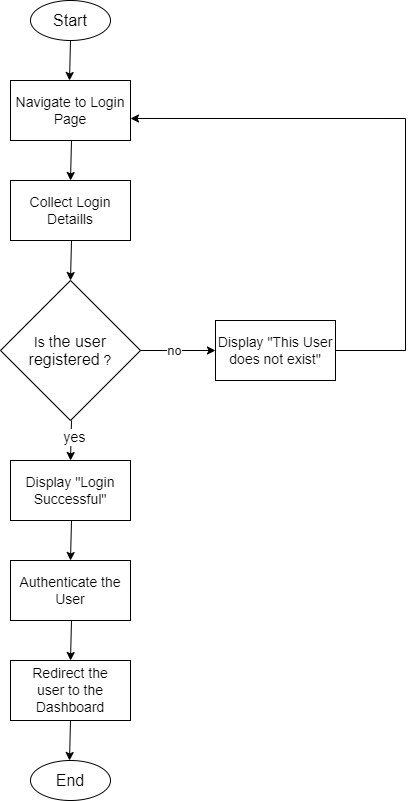 Start
Navigate to Login
Page
Collect Login
Detaills
Is the user
registered ?
no
Display "This User
does not exist"
yes
Display "Login
Successful"
Authenticate the
User
Redirect the
user to the
Dashboard
End